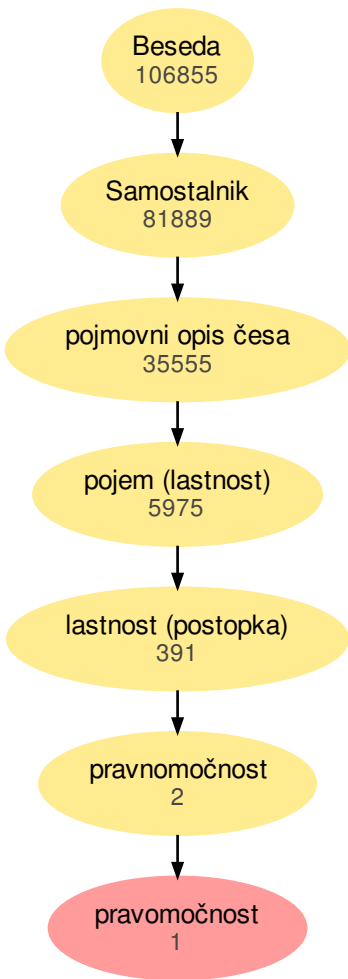 Beseda
106855
Samostalnik
81889
pojmovni opis česa
35555
pojem (lastnost)
5975
lastnost (postopka)
391
pravnomočnost
2
pravomočnost
1